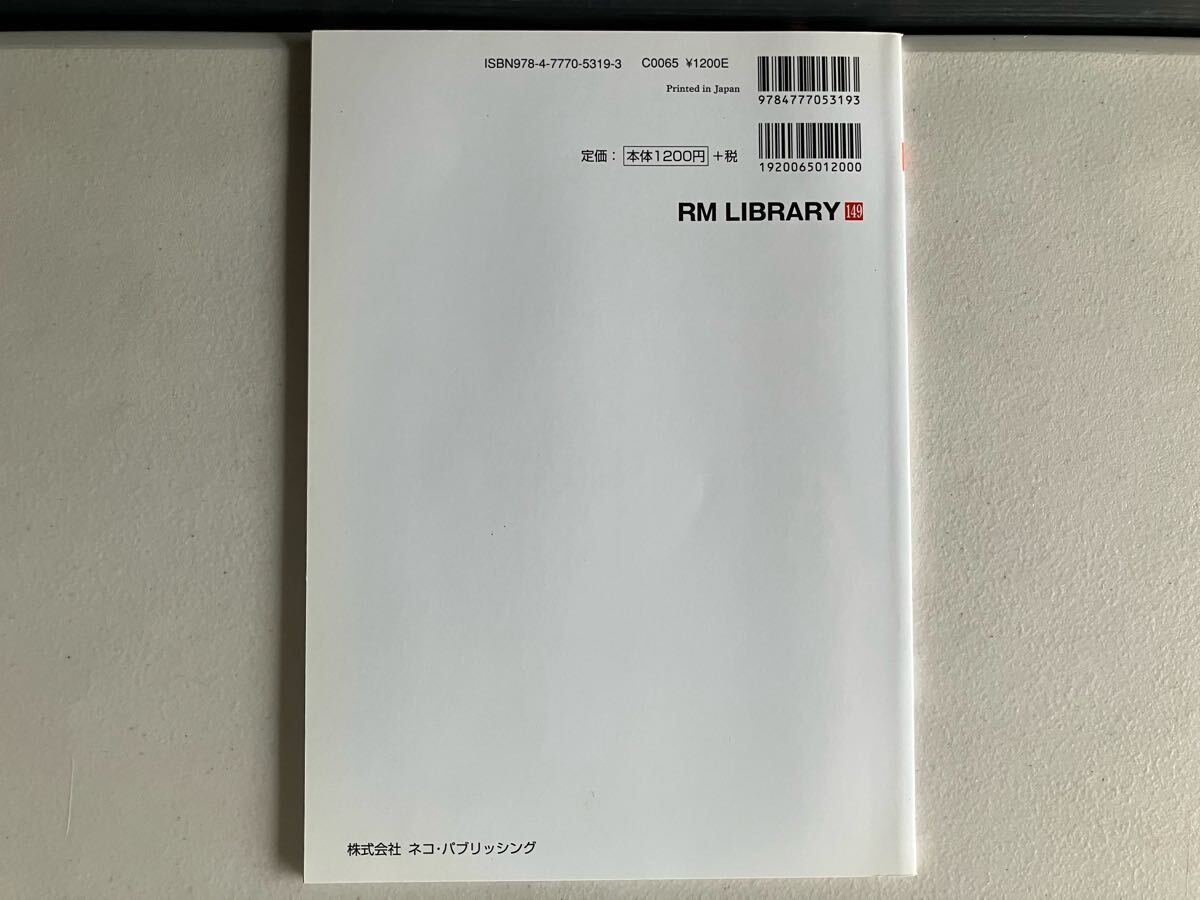 ISBN978-4-7770-5319-3 C0065 ¥1200E
Printed in Japan
9784777053193
定価： 本体1200円 +税
1920065012000
RM LIBRARY 149
株式会社 ネコ・パブリッシング